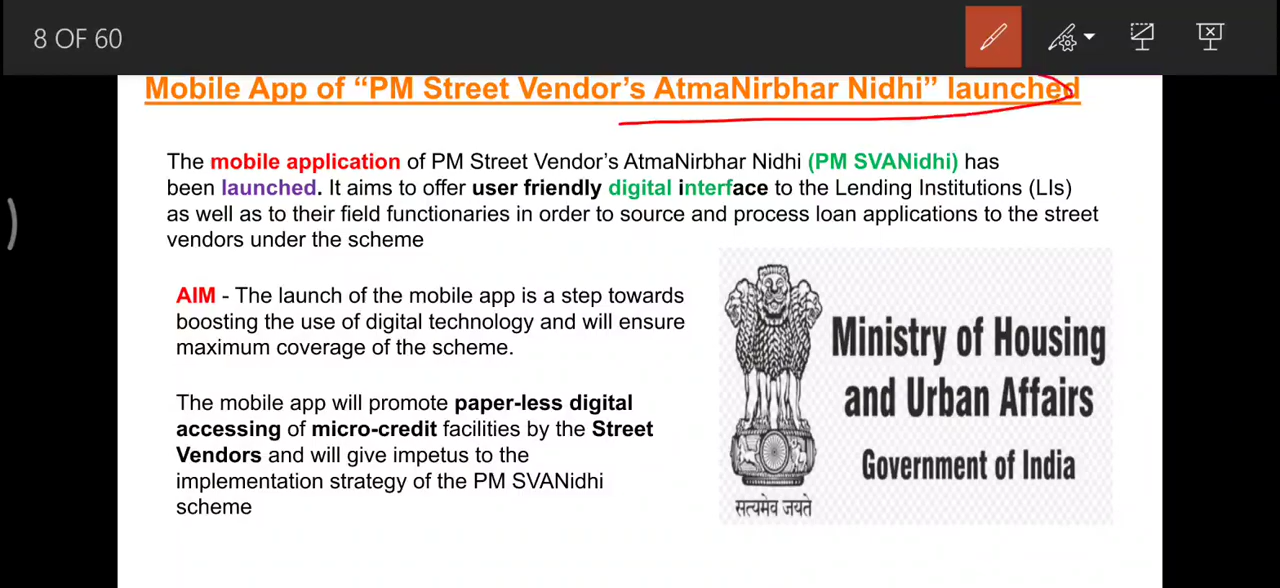 8 OF 60
Mobile App of “PM Street Vendor’s AtmaNirbhar Nidhi” launched
The mobile application of PM Street Vendor’s AtmaNirbhar Nidhi (PM SVANidhi) has
been launched. It aims to offer user friendly digital interface to the Lending Institutions (LIs)
as well as to their field functionaries in order to source and process loan applications to the street
vendors under the scheme
AIM - The launch of the mobile app is a step towards
boosting the use of digital technology and will ensure
maximum coverage of the scheme.
The mobile app will promote paper-less digital
accessing of micro-credit facilities by the Street
Vendors and will give impetus to the
implementation strategy of the PM SVANidhi
scheme
Ministry of Housing
and Urban Affairs
Government of India
सत्यमेव जयते